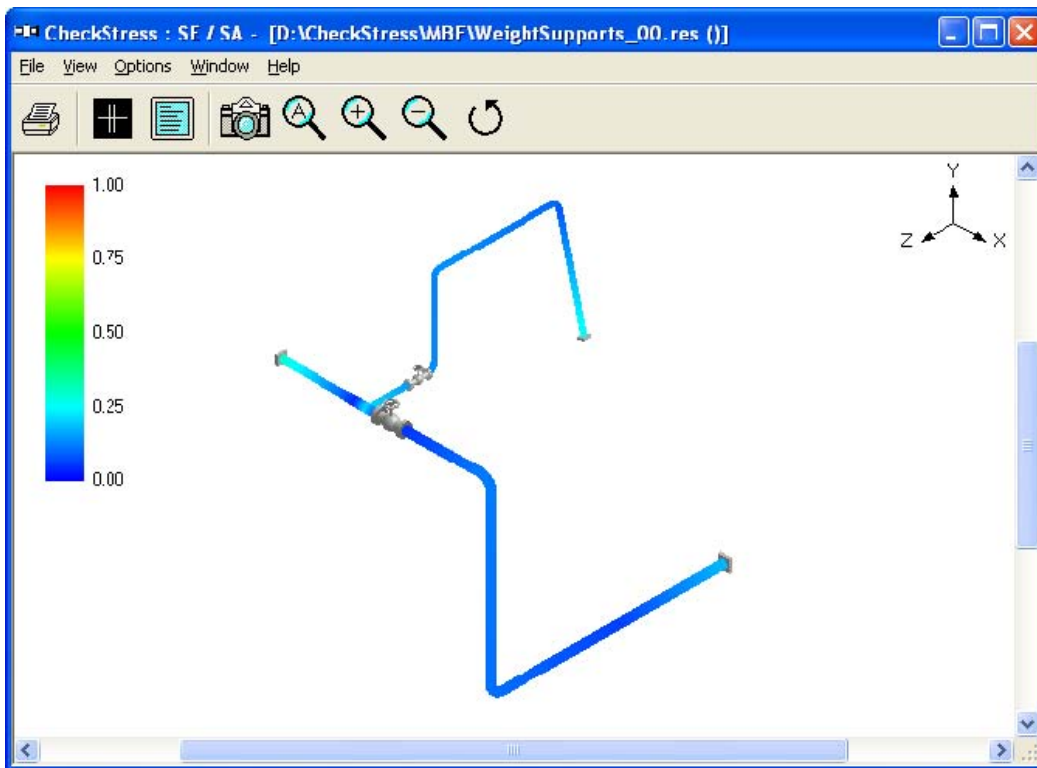 CheckStress : SE / SA - [D:\CheckStress\MBF\WeightSupports_00.res ()]
File View Options Window Help
A
1.00
0.75
0.50
0.25
0.00
Y
Z X